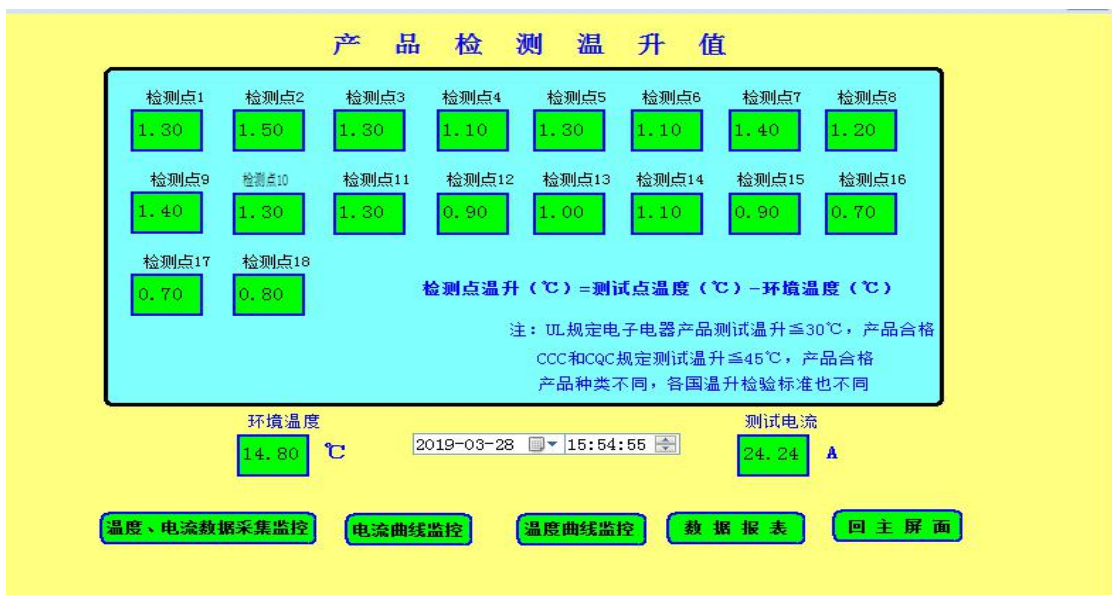 产 品 检 测 温 升 值
检测点1 检测点2 检测点3 检测点4 检测点5 检测点6 检测点7 检测点8
1.30 1.50 1.30 1.10 1.30 1.10 1.40 1.20
检测点9 检测点10 检测点11 检测点12 检测点13 检测点14 检测点15 检测点16
1.40 1.30 1.30 0.90 1.00 1.10 0.90 0.70
检测点17 检测点18
0.70 0.80
检测点温升（℃）=测试点温度（℃）-环境温度（℃）
注：UL规定电子电器产品测试温升≦30℃，产品合格
CCC和CQC规定测试温升≦45℃，产品合格
产品种类不同，各国温升检验标准也不同
环境温度 测试电流
14.80 ℃ 2019-03-28 15:54:55 24.24 A
温度、电流数据采集监控 电流曲线监控 温度曲线监控 数 据 报 表 回 主 屏 面